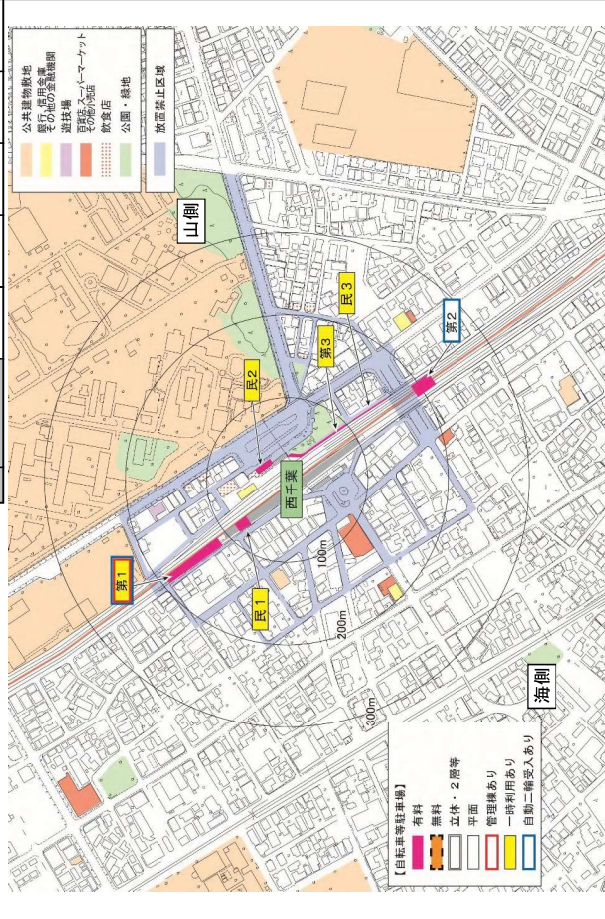 公共建物敷地
銀行・信用金庫
その他の金融機関
遊技場
百貨店・スーパーマーケット
その他小売店
飲食店
公園・緑地
放置禁止区域
山側
民3
第3
第2
民2
西千葉
第1
民1
100m
200m
300m
海側
【自転車等駐車場】
有料
無料
立体・2層等
平面
管理棟あり
一時利用あり
自動二輪受入あり